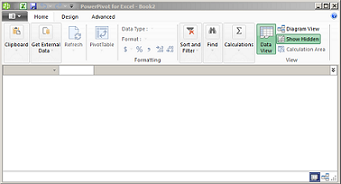 PowerPivot for Excel - Book2
Home Design Advanced
Clipboard
Get External
Data
Refresh
PivotTable
Data Type :
Format :
$ % ,
Formatting
Sort and
Filter
Find
Calculations
Data
View
Diagram View
Show Hidden
Calculation Area
View